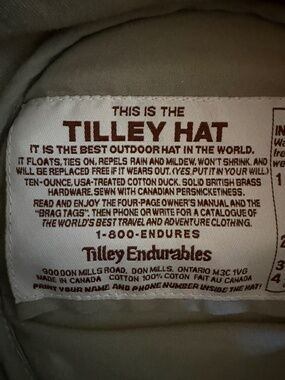 THIS IS THE
TILLEY HAT
IT IS THE BEST OUTDOOR HAT IN THE WORLD.
IT FLOATS, TIES ON, REPELS RAIN AND MILDEW, WON'T SHRINK, AND
WILL BE REPLACED FREE IF IT WEARS OUT. (YES, PUT IT IN YOUR WILL.)
TEN-OUNCE, USA-TREATED COTTON DUCK. SOLID BRITISH BRASS
HARDWARE. SEWN WITH CANADIAN PERSNICKETINESS.
READ AND ENJOY THE FOUR-PAGE OWNER'S MANUAL AND THE
"BRAG TAGS". THEN PHONE OR WRITE FOR A CATALOGUE OF
THE WORLD'S BEST TRAVEL AND ADVENTURE CLOTHING.
1-800-ENDURES
Tilley Endurables
900 DON MILLS ROAD, DON MILLS, ONTARIO M3C 1V6
MADE IN CANADA COTTON 100% COTON FAIT AU CANADA
PRINT YOUR NAME AND PHONE NUMBER INSIDE THE HAT!
1
2
3
4